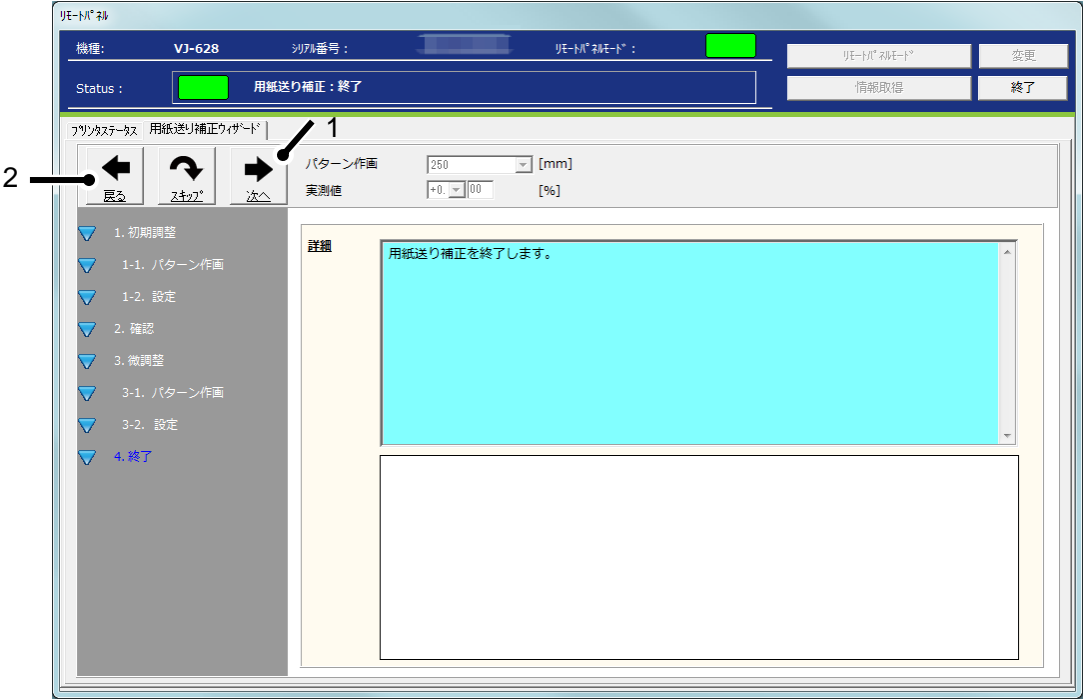 ﾘﾓｰﾄﾊﾟﾈﾙ
機種: VJ-628 ｼﾘｱﾙ番号： ﾘﾓｰﾄﾊﾟﾈﾙﾓｰﾄﾞ：
ﾘﾓｰﾄﾊﾟﾈﾙﾓｰﾄﾞ 変更
Status： 用紙送り補正：終了
情報取得 終了
ﾌﾟﾘﾝﾀｽﾃｰﾀｽ 用紙送り補正ｳｨｻﾞｰﾄﾞ 1
2
戻る ｽｷｯﾌﾟ 次へ
パターン作画 250 [mm]
実測値 +0. 00 [%]
1. 初期調整
1-1. パターン作画
1-2. 設定
2. 確認
3. 微調整
3-1. パターン作画
3-2. 設定
4. 終了
詳細
用紙送り補正を終了します。